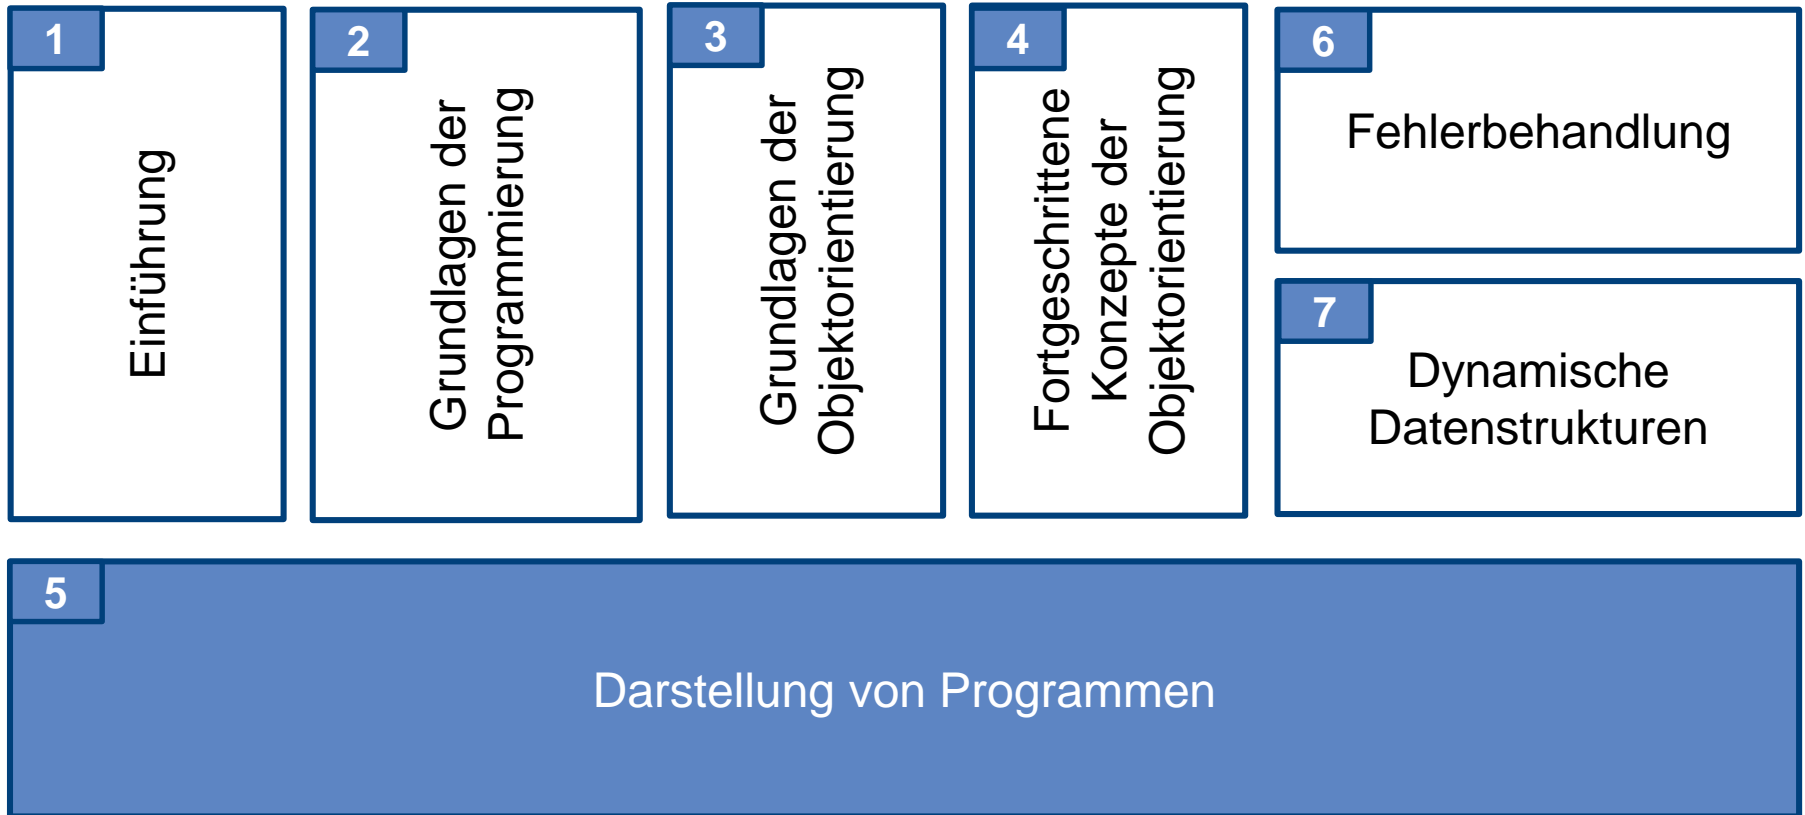 1
Einführung
2
Grundlagen der
Programmierung
3
Grundlagen der
Objektorientierung
4
Fortgeschrittene
Konzepte der
Objektorientierung
6
Fehlerbehandlung
7
Dynamische
Datenstrukturen
5
Darstellung von Programmen